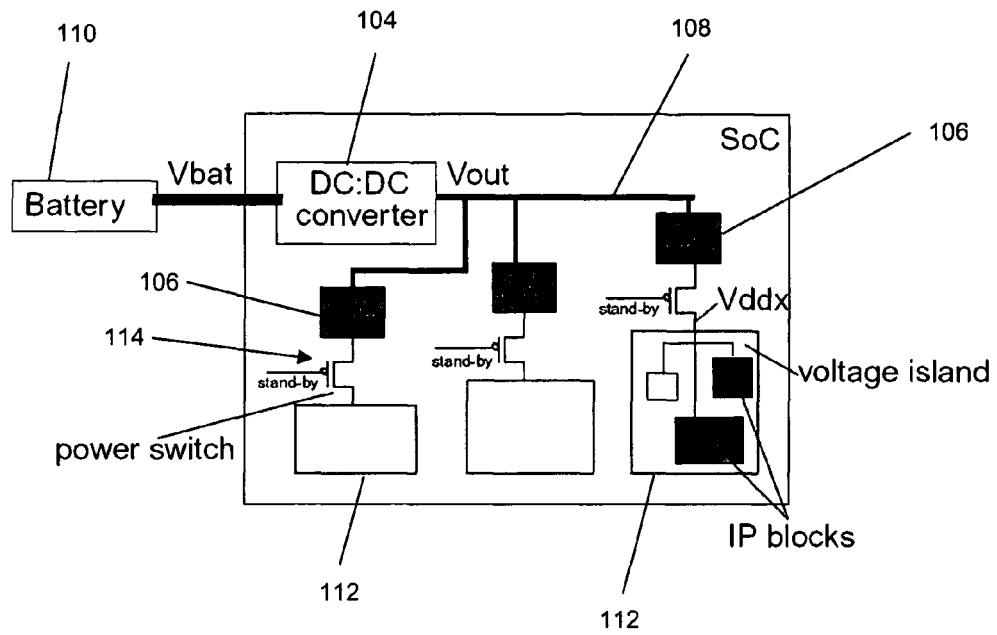 110
104
108
106
SoC
Vbat
DC:DC
converter
Vout
Battery
106
114
stand-by
stand-by
stand-by
Vddx
voltage island
power switch
IP blocks
112
112